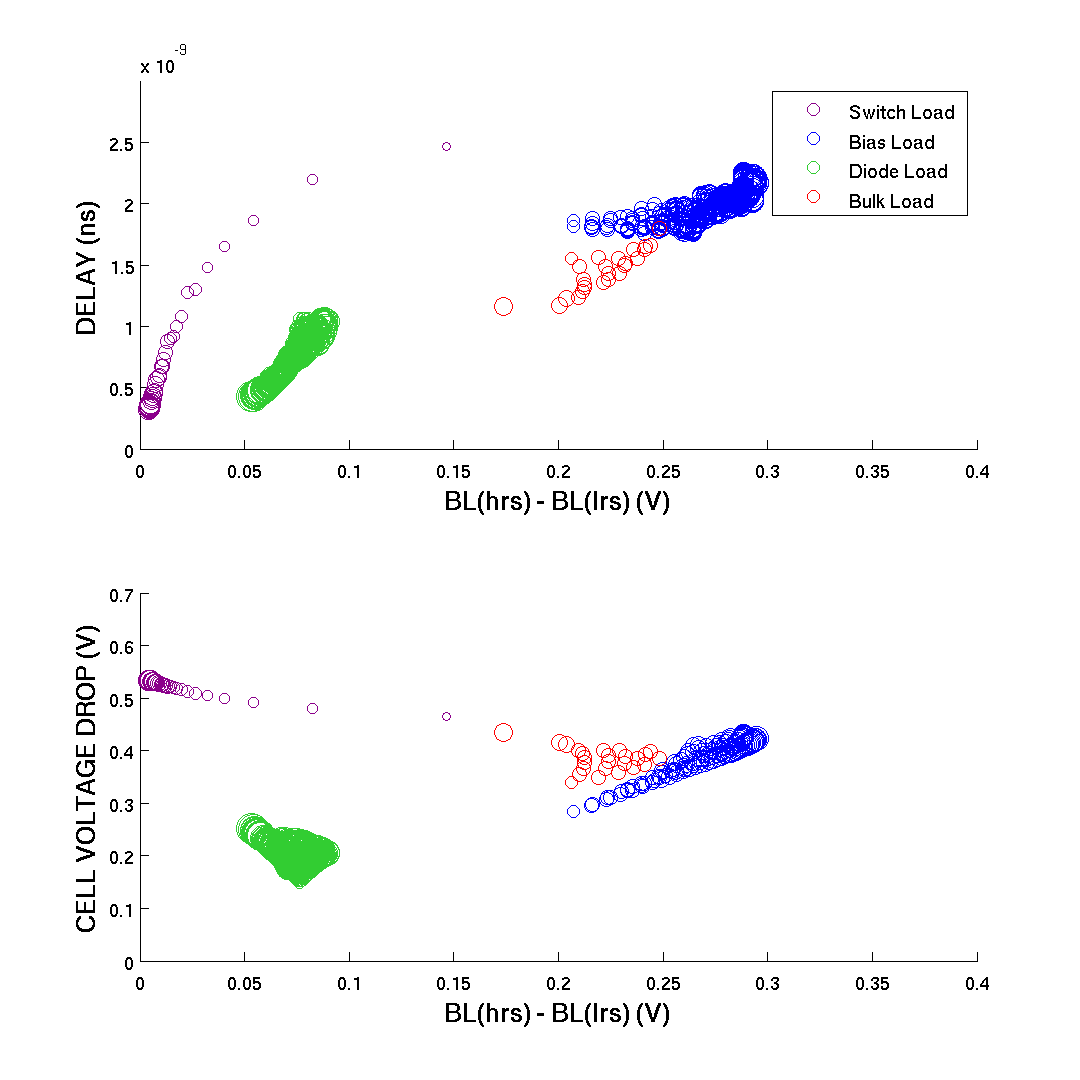 x 10^-9
2.5
2
1.5
1
0.5
0
DELAY (ns)
Switch Load
Bias Load
Diode Load
Bulk Load
0 0.05 0.1 0.15 0.2 0.25 0.3 0.35 0.4
BL(hrs) - BL(lrs) (V)
0.7
0.6
0.5
0.4
0.3
0.2
0.1
0
CELL VOLTAGE DROP (V)
0 0.05 0.1 0.15 0.2 0.25 0.3 0.35 0.4
BL(hrs) - BL(lrs) (V)